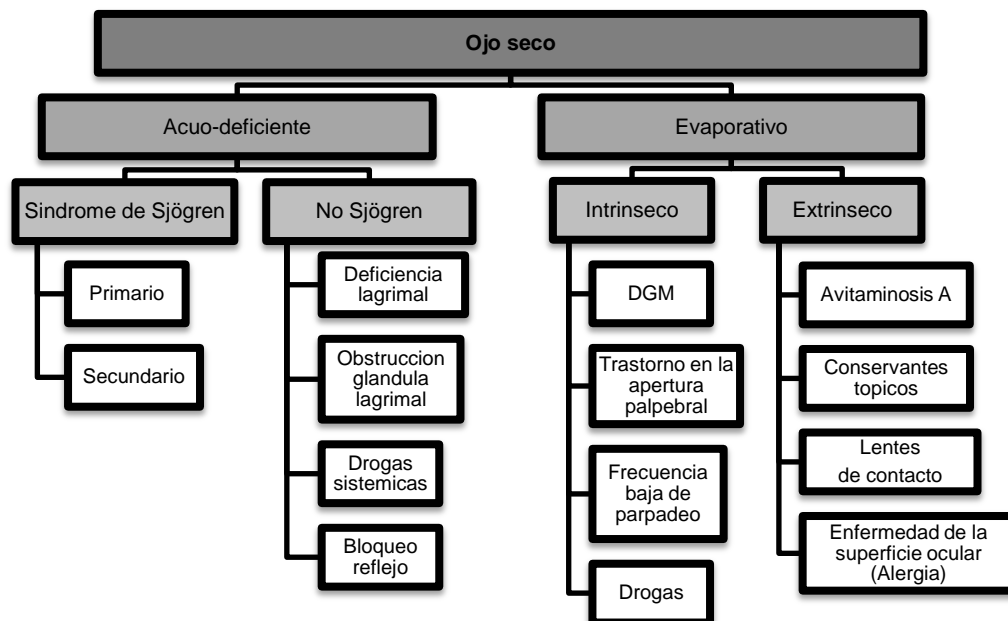 Ojo seco
Acuo-deficiente
Evaporativo
Sindrome de Sjögren
No Sjögren
Intrinseco
Extrinseco
Primario
Secundario
Deficiencia
lagrimal
Obstruccion
glandula
lagrimal
Drogas
sistemicas
Bloqueo
reflejo
DGM
Trastorno en la
apertura
palpebral
Frecuencia
baja de
parpadeo
Drogas
Avitaminosis A
Conservantes
topicos
Lentes
de contacto
Enfermedad de la
superficie ocular
(Alergia)